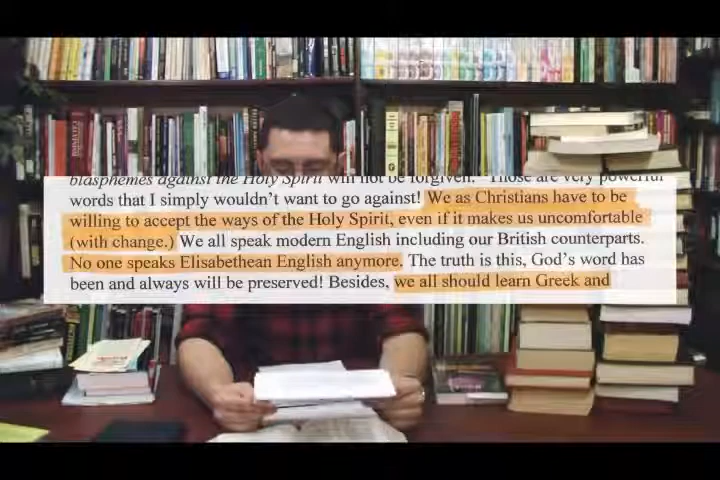 blasphemes against the Holy Spirit will not be forgiven." Those are very powerful
words that I simply wouldn't want to go against! We as Christians have to be
willing to accept the ways of the Holy Spirit, even if it makes us uncomfortable
(with change.) We all speak modern English including our British counterparts.
No one speaks Elisabethean English anymore. The truth is this, God's word has
been and always will be preserved! Besides, we all should learn Greek and